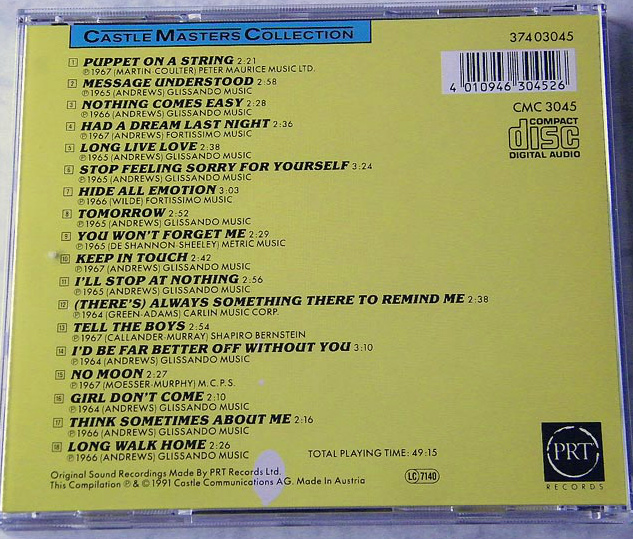 CASTLE MASTERS COLLECTION
374 03045
4 010946 304526
CMC 3045
COMPACT
disc
DIGITAL AUDIO
1 PUPPET ON A STRING 2:21
℗1967 (MARTIN COULTER) PETER MAURICE MUSIC LTD.
2 MESSAGE UNDERSTOOD 2:58
℗1965 (ANDREWS) GLISSANDO MUSIC
3 NOTHING COMES EASY 2:28
℗1966 (ANDREWS) GLISSANDO MUSIC
4 HAD A DREAM LAST NIGHT 2:36
℗1967 (ANDREWS) FORTISSIMO MUSIC
5 LONG LIVE LOVE 2:38
℗1965 (ANDREWS) GLISSANDO MUSIC
6 STOP FEELING SORRY FOR YOURSELF 3:24
℗1965 (ANDREWS) GLISSANDO MUSIC
7 HIDE ALL EMOTION 3:03
℗1966 (WILDE) FORTISSIMO MUSIC
8 TOMORROW 2:52
℗1965 (ANDREWS) GLISSANDO MUSIC
9 YOU WON'T FORGET ME 2:29
℗1965 (DE SHANNON-SHEELEY) METRIC MUSIC
10 KEEP IN TOUCH 2:42
℗1967 (ANDREWS) GLISSANDO MUSIC
11 I'LL STOP AT NOTHING 2:56
℗1965 (ANDREWS) GLISSANDO MUSIC
12 (THERE'S) ALWAYS SOMETHING THERE TO REMIND ME 2:38
℗1964 (GREEN-ADAMS) CARLIN MUSIC CORP.
13 TELL THE BOYS 2:54
℗1967 (CALLANDER-MURRAY) SHAPIRO BERNSTEIN
14 I'D BE FAR BETTER OFF WITHOUT YOU 3:10
℗1964 (ANDREWS) GLISSANDO MUSIC
15 NO MOON 2:27
℗1967 (MOESSER-MURPHY) M.C.P.S.
16 GIRL DON'T COME 2:10
℗1964 (ANDREWS) GLISSANDO MUSIC
17 THINK SOMETIMES ABOUT ME 2:16
℗1966 (ANDREWS) GLISSANDO MUSIC
18 LONG WALK HOME 2:26
℗1966 (ANDREWS) GLISSANDO MUSIC
TOTAL PLAYING TIME: 49:15
Original Sound Recordings Made By PRT Records Ltd.
This Compilation ℗ & © 1991 Castle Communications AG. Made In Austria
LC 7140
PRT
RECORDS